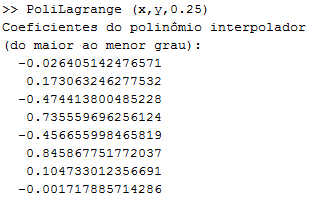 >> PoliLagrange (x,y,0.25)
Coeficientes do polinômio interpolador
(do maior ao menor grau):
-0.026405142476571
0.173063246277532
-0.474413800485228
0.735559696256124
-0.456655998465819
0.845867751772037
0.104733012356691
-0.001717885714286